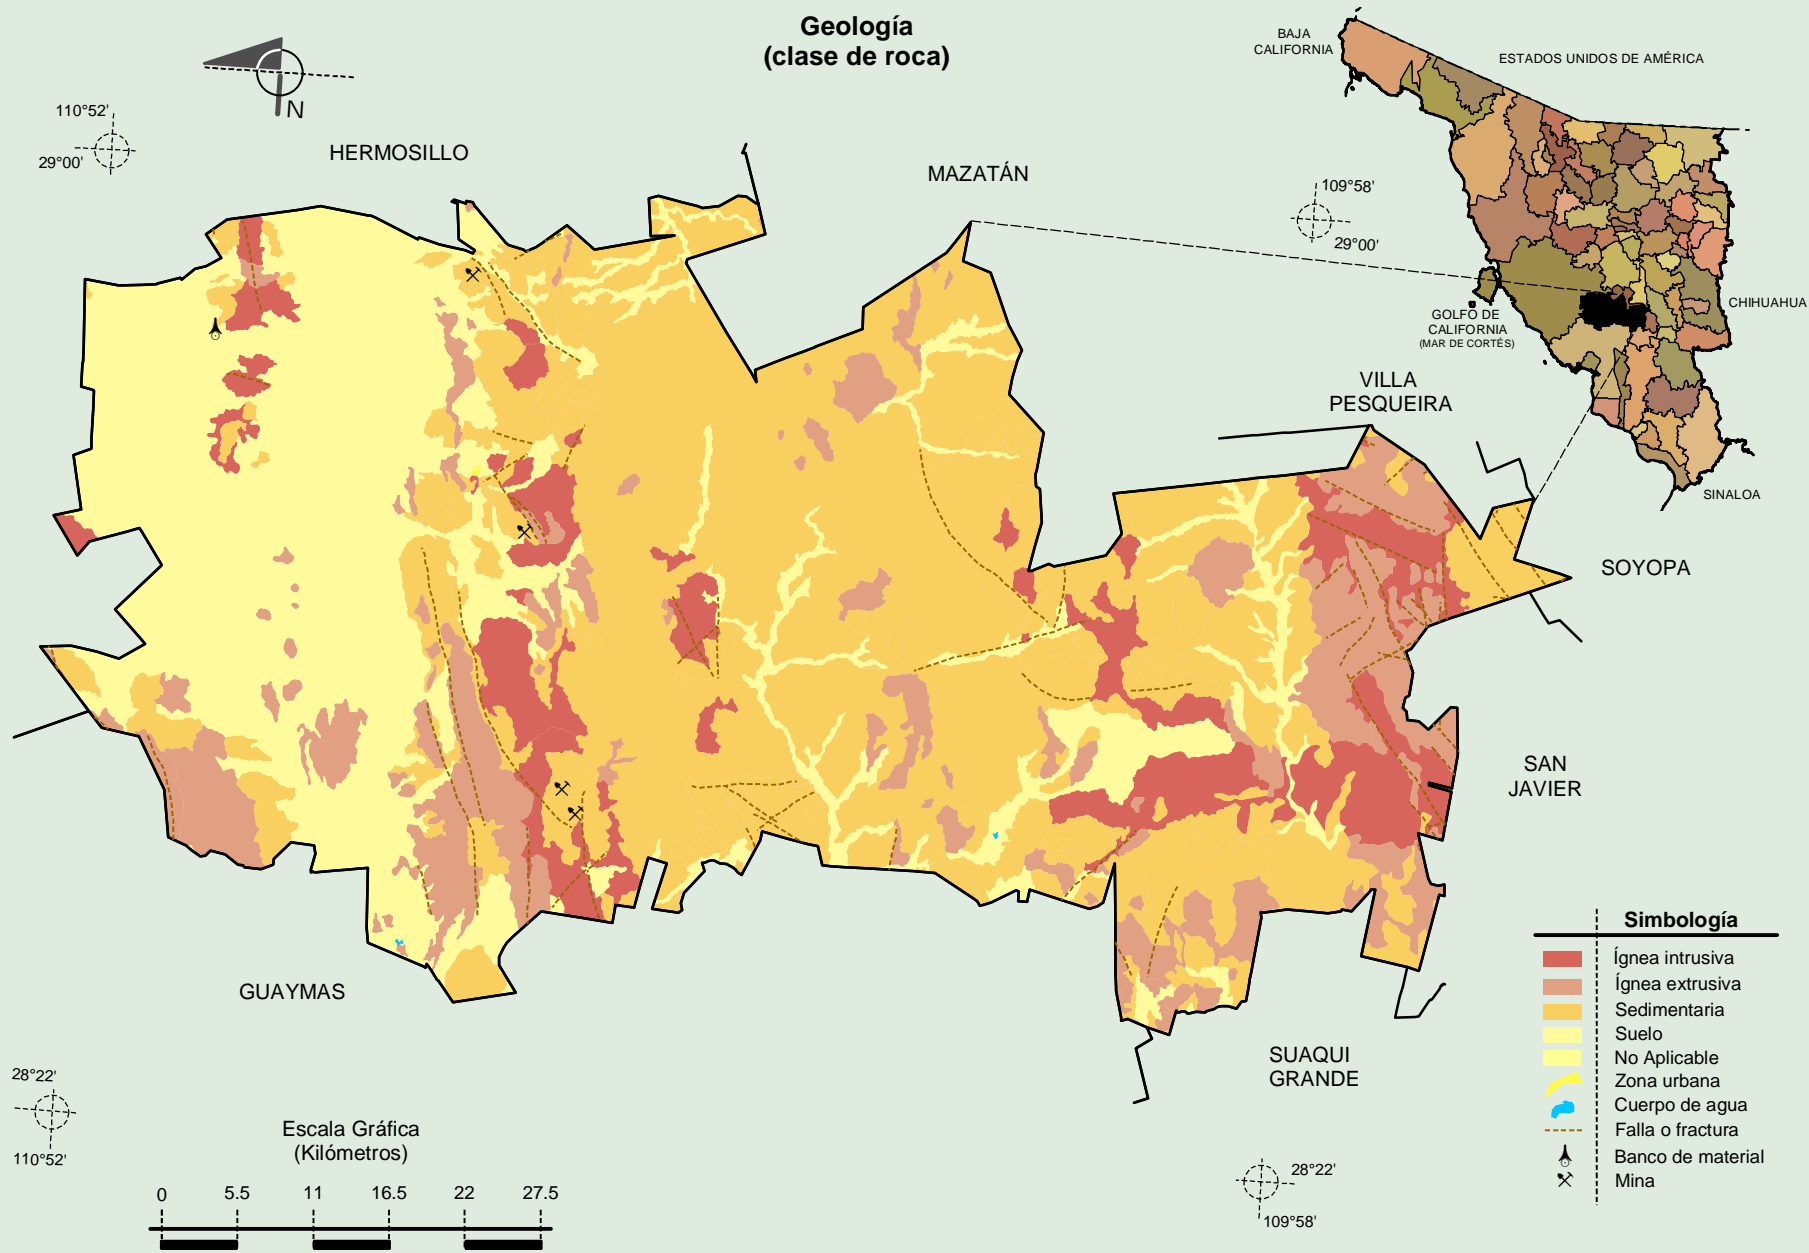 Geología
(clase de roca)
N
110°52'
29°00'
HERMOSILLO
MAZATÁN
109°58'
29°00'
BAJA
CALIFORNIA
ESTADOS UNIDOS DE AMÉRICA
CHIHUAHUA
GOLFO DE
CALIFORNIA
(MAR DE CORTÉS)
SINALOA
VILLA
PESQUEIRA
SOYOPA
SAN
JAVIER
GUAYMAS
SUAQUI
GRANDE
28°22'
110°52'
28°22'
109°58'
Escala Gráfica
(Kilómetros)
0 5.5 11 16.5 22 27.5
Simbología
Ígnea intrusiva
Ígnea extrusiva
Sedimentaria
Suelo
No Aplicable
Zona urbana
Cuerpo de agua
Falla o fractura
Banco de material
Mina